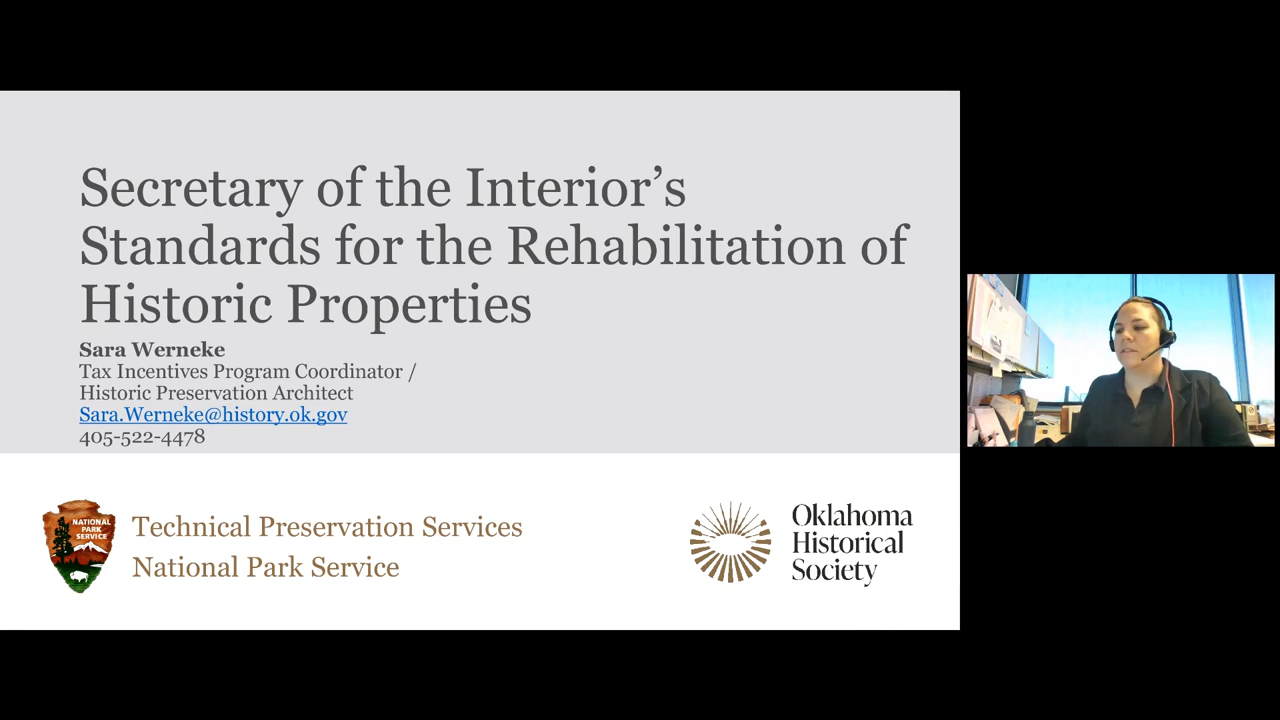 Secretary of the Interior’s
Standards for the Rehabilitation of
Historic Properties
Sara Werneke
Tax Incentives Program Coordinator /
Historic Preservation Architect
Sara.Werneke@history.ok.gov
405-522-4478
NATIONAL
PARK
SERVICE
Technical Preservation Services
National Park Service
Oklahoma
Historical
Society